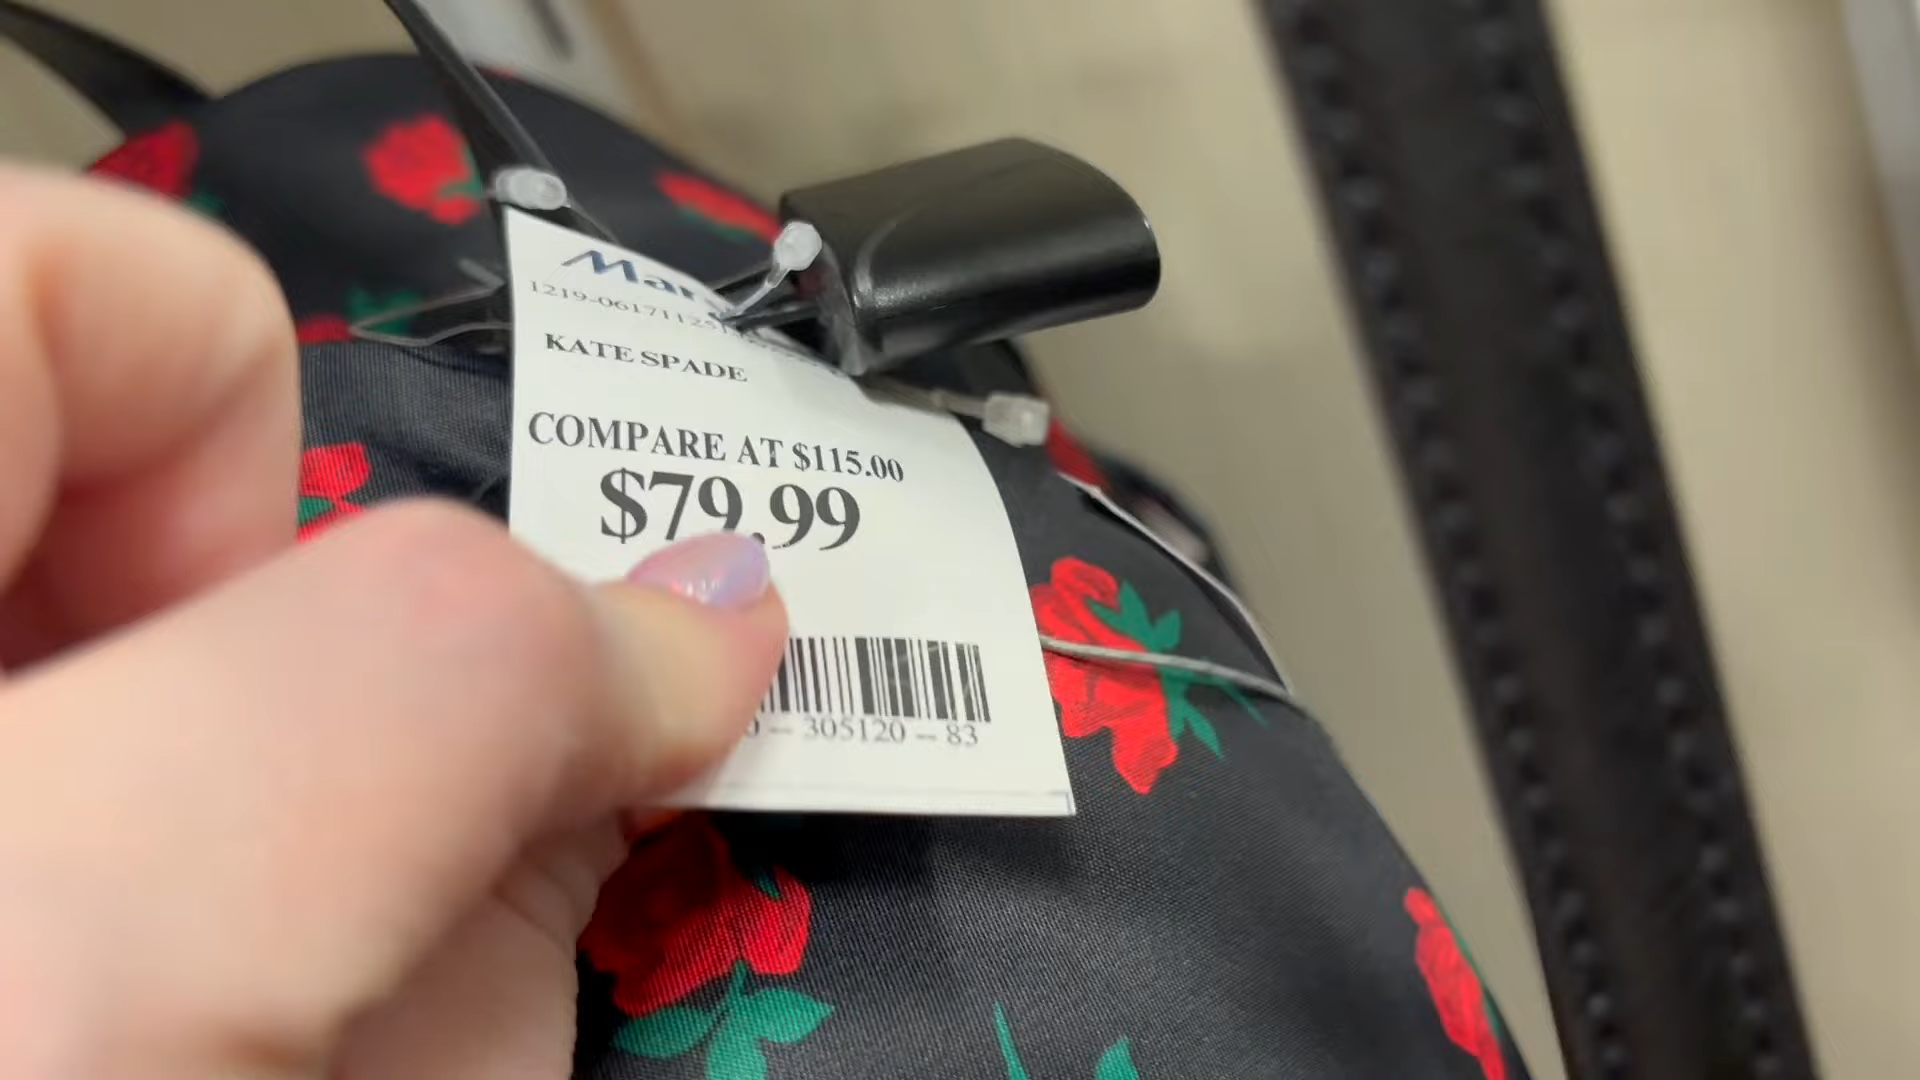 KATE SPADE
COMPARE AT $115.00
$79.99
- 305120 - 83